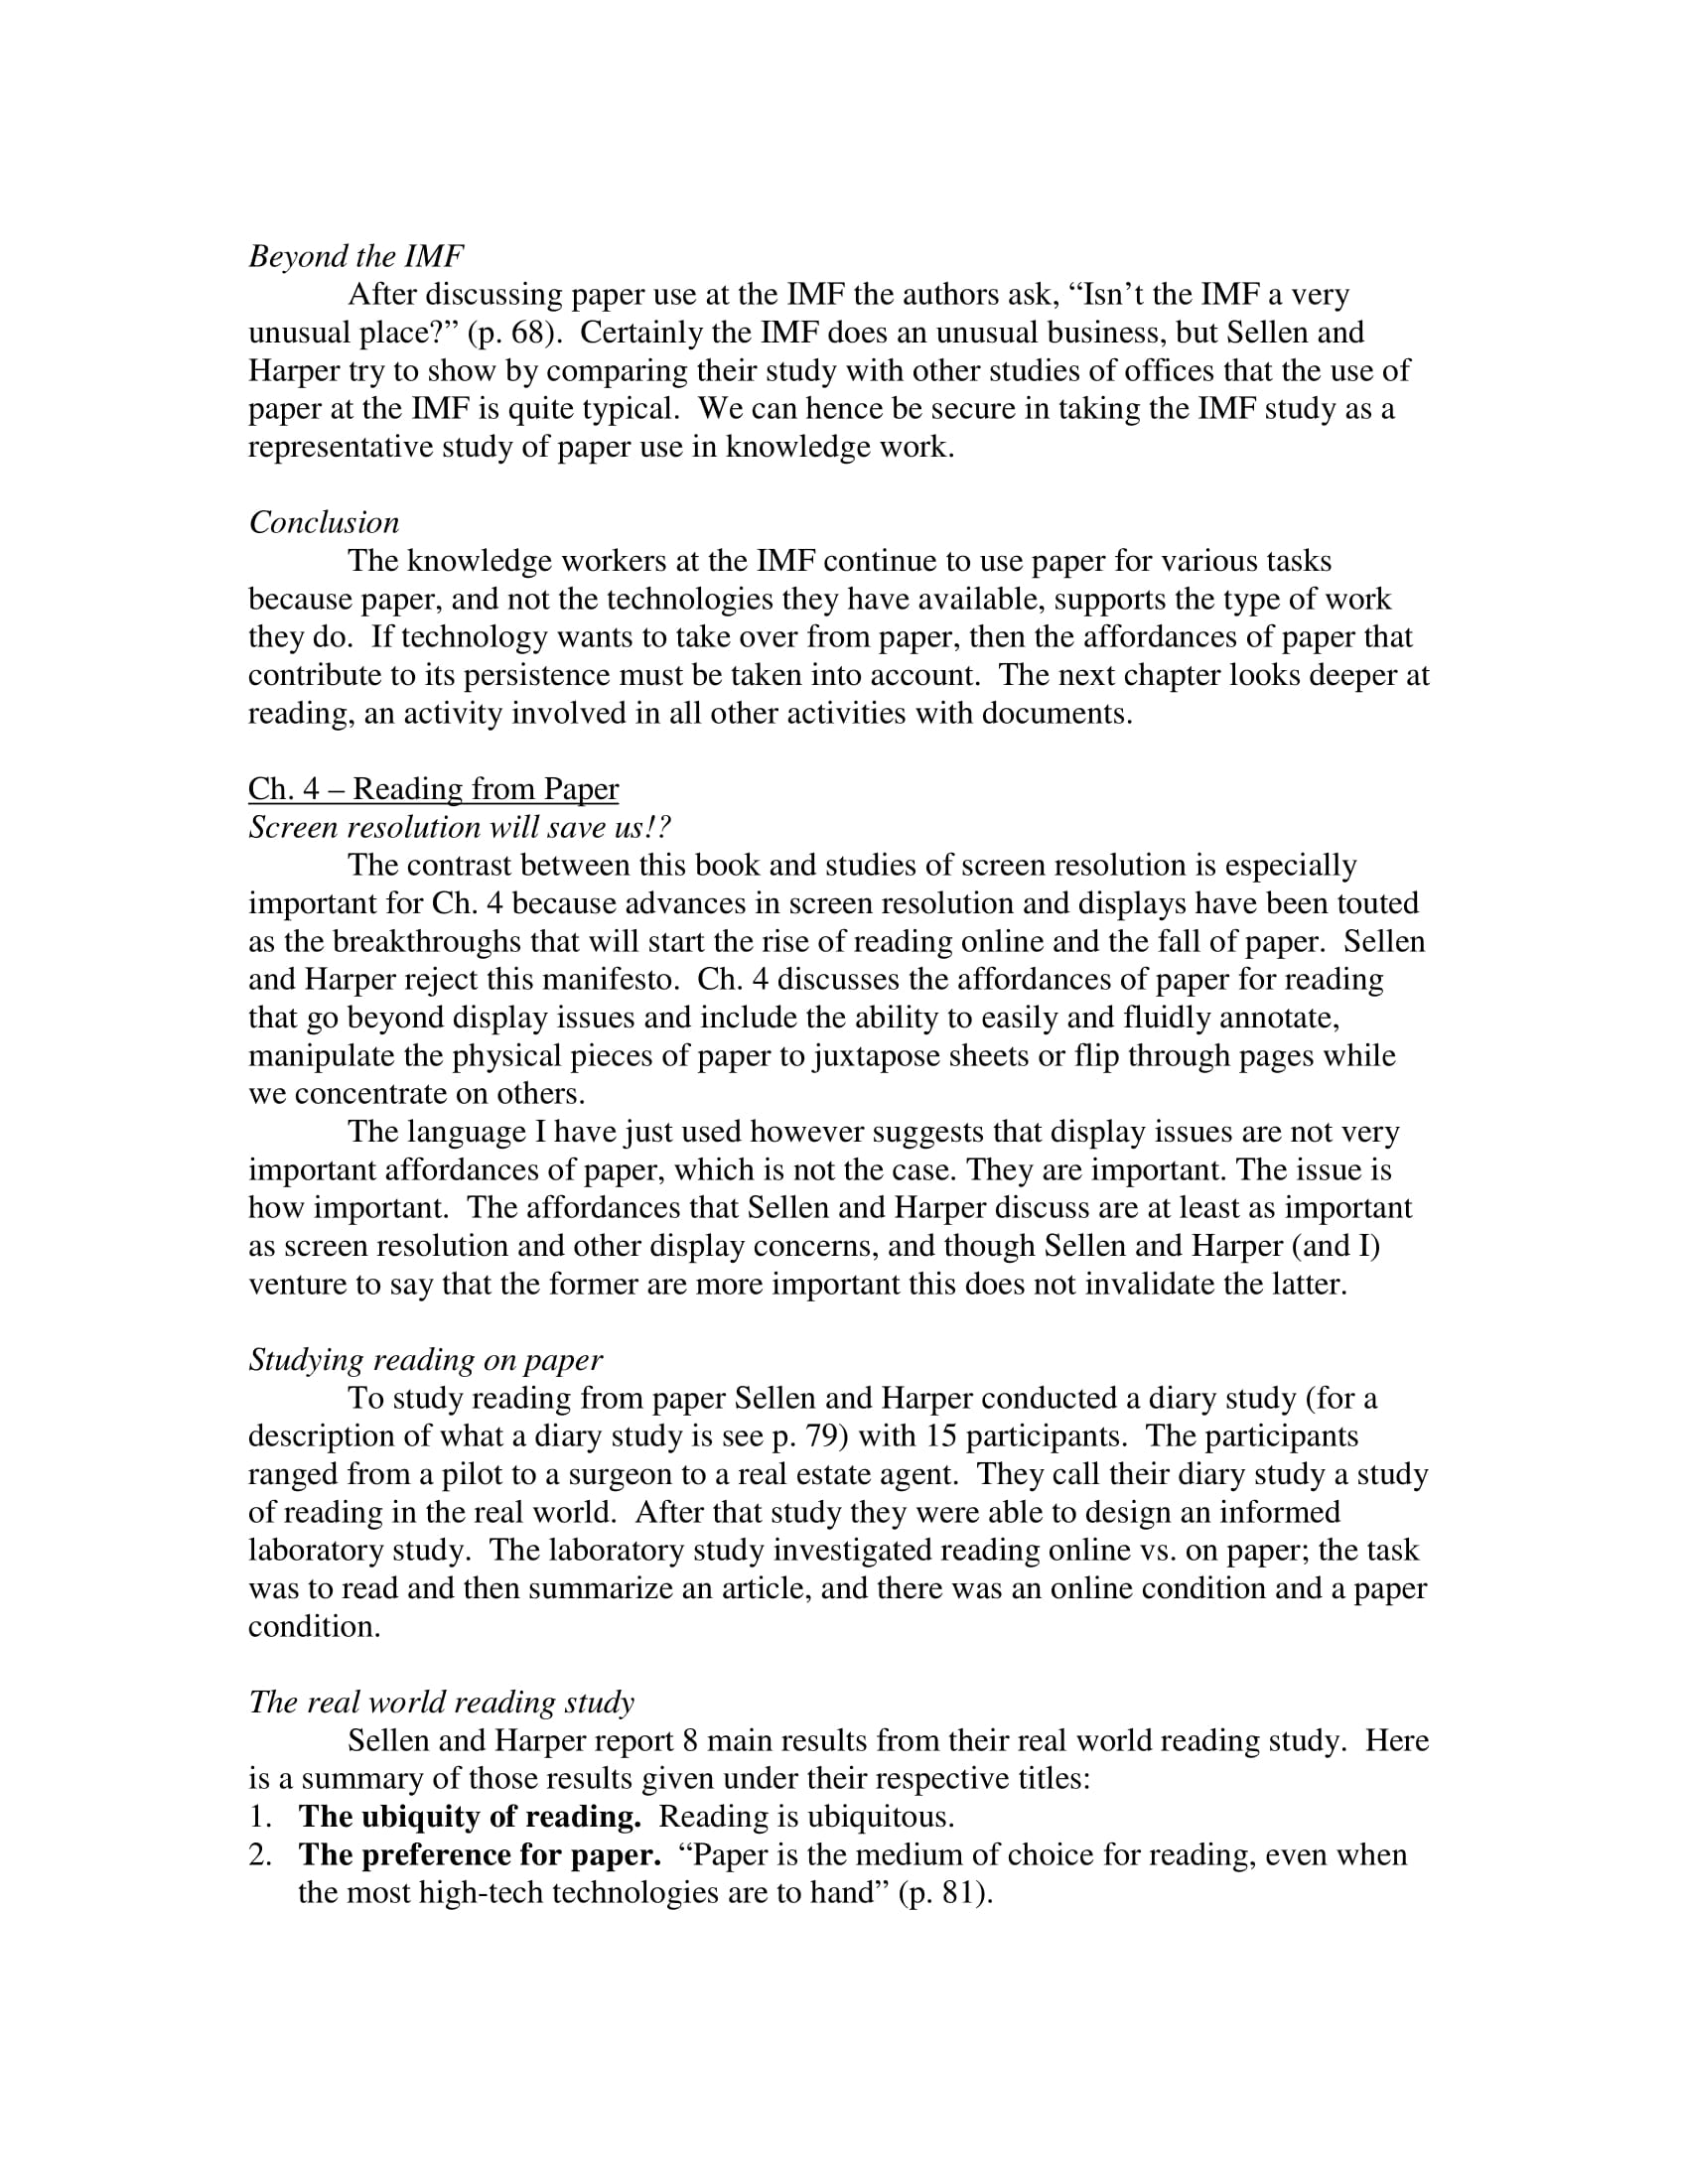 Beyond the IMF
After discussing paper use at the IMF the authors ask, “Isn’t the IMF a very
unusual place?” (p. 68).  Certainly the IMF does an unusual business, but Sellen and
Harper try to show by comparing their study with other studies of offices that the use of
paper at the IMF is quite typical.  We can hence be secure in taking the IMF study as a
representative study of paper use in knowledge work.
Conclusion
The knowledge workers at the IMF continue to use paper for various tasks
because paper, and not the technologies they have available, supports the type of work
they do.  If technology wants to take over from paper, then the affordances of paper that
contribute to its persistence must be taken into account.  The next chapter looks deeper at
reading, an activity involved in all other activities with documents.
Ch. 4 – Reading from Paper
Screen resolution will save us!?
The contrast between this book and studies of screen resolution is especially
important for Ch. 4 because advances in screen resolution and displays have been touted
as the breakthroughs that will start the rise of reading online and the fall of paper.  Sellen
and Harper reject this manifesto.  Ch. 4 discusses the affordances of paper for reading
that go beyond display issues and include the ability to easily and fluidly annotate,
manipulate the physical pieces of paper to juxtapose sheets or flip through pages while
we concentrate on others.
The language I have just used however suggests that display issues are not very
important affordances of paper, which is not the case. They are important. The issue is
how important.  The affordances that Sellen and Harper discuss are at least as important
as screen resolution and other display concerns, and though Sellen and Harper (and I)
venture to say that the former are more important this does not invalidate the latter.
Studying reading on paper
To study reading from paper Sellen and Harper conducted a diary study (for a
description of what a diary study is see p. 79) with 15 participants.  The participants
ranged from a pilot to a surgeon to a real estate agent.  They call their diary study a study
of reading in the real world.  After that study they were able to design an informed
laboratory study.  The laboratory study investigated reading online vs. on paper; the task
was to read and then summarize an article, and there was an online condition and a paper
condition.
The real world reading study
Sellen and Harper report 8 main results from their real world reading study.  Here
is a summary of those results given under their respective titles:
1. The ubiquity of reading.  Reading is ubiquitous.
2. The preference for paper.  “Paper is the medium of choice for reading, even when
the most high-tech technologies are to hand” (p. 81).